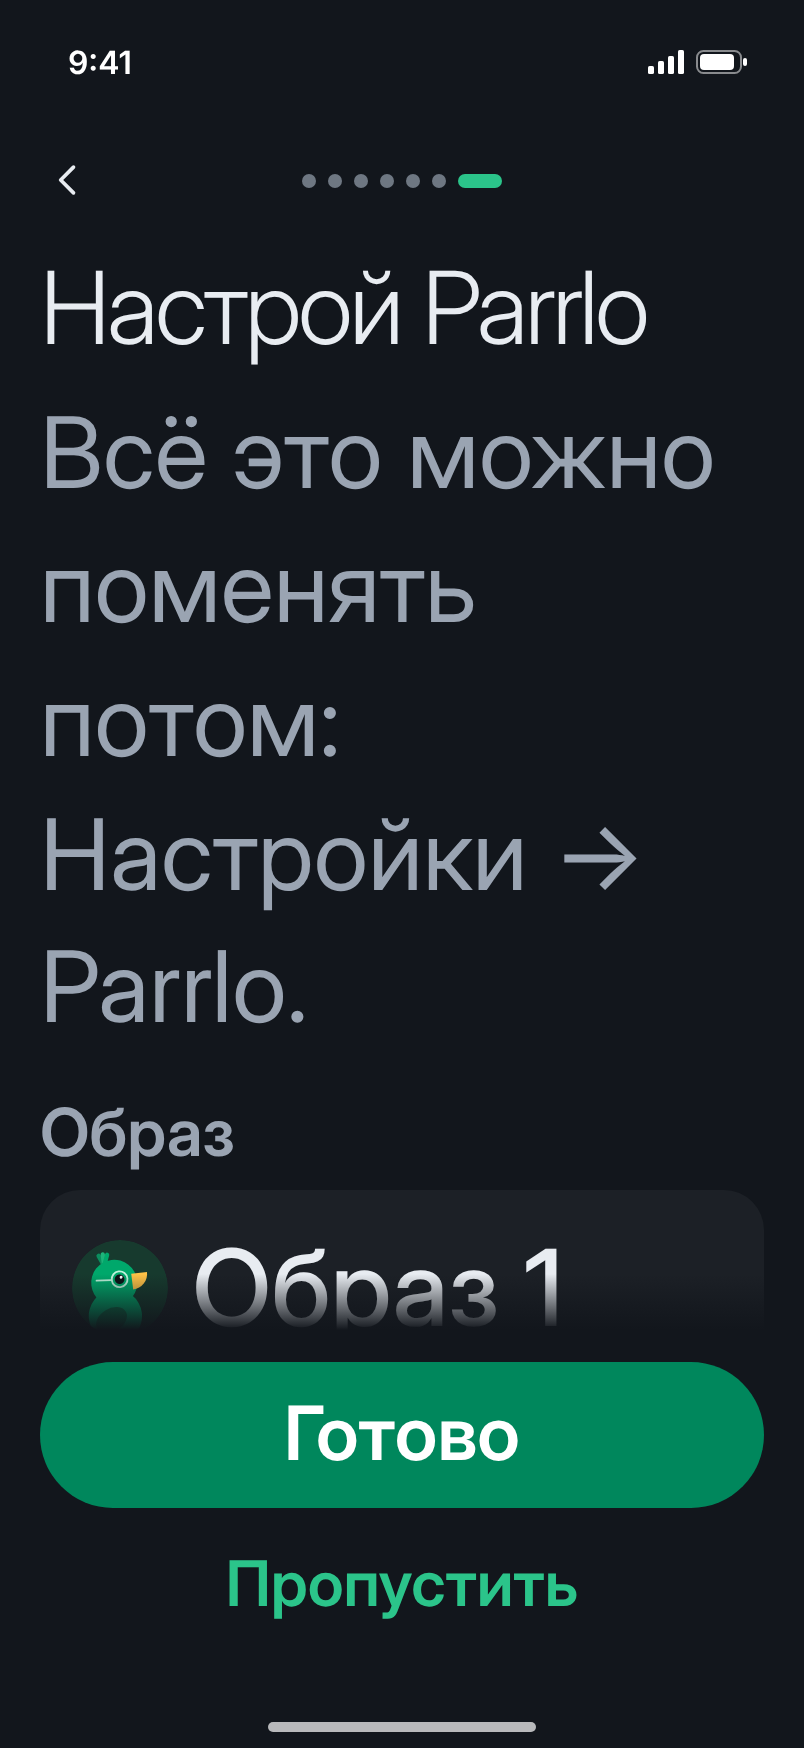 9:41
Настрой Parrlo
Всё это можно
поменять
потом:
Настройки →
Parrlo.
Образ
Образ 1
Готово
Пропустить